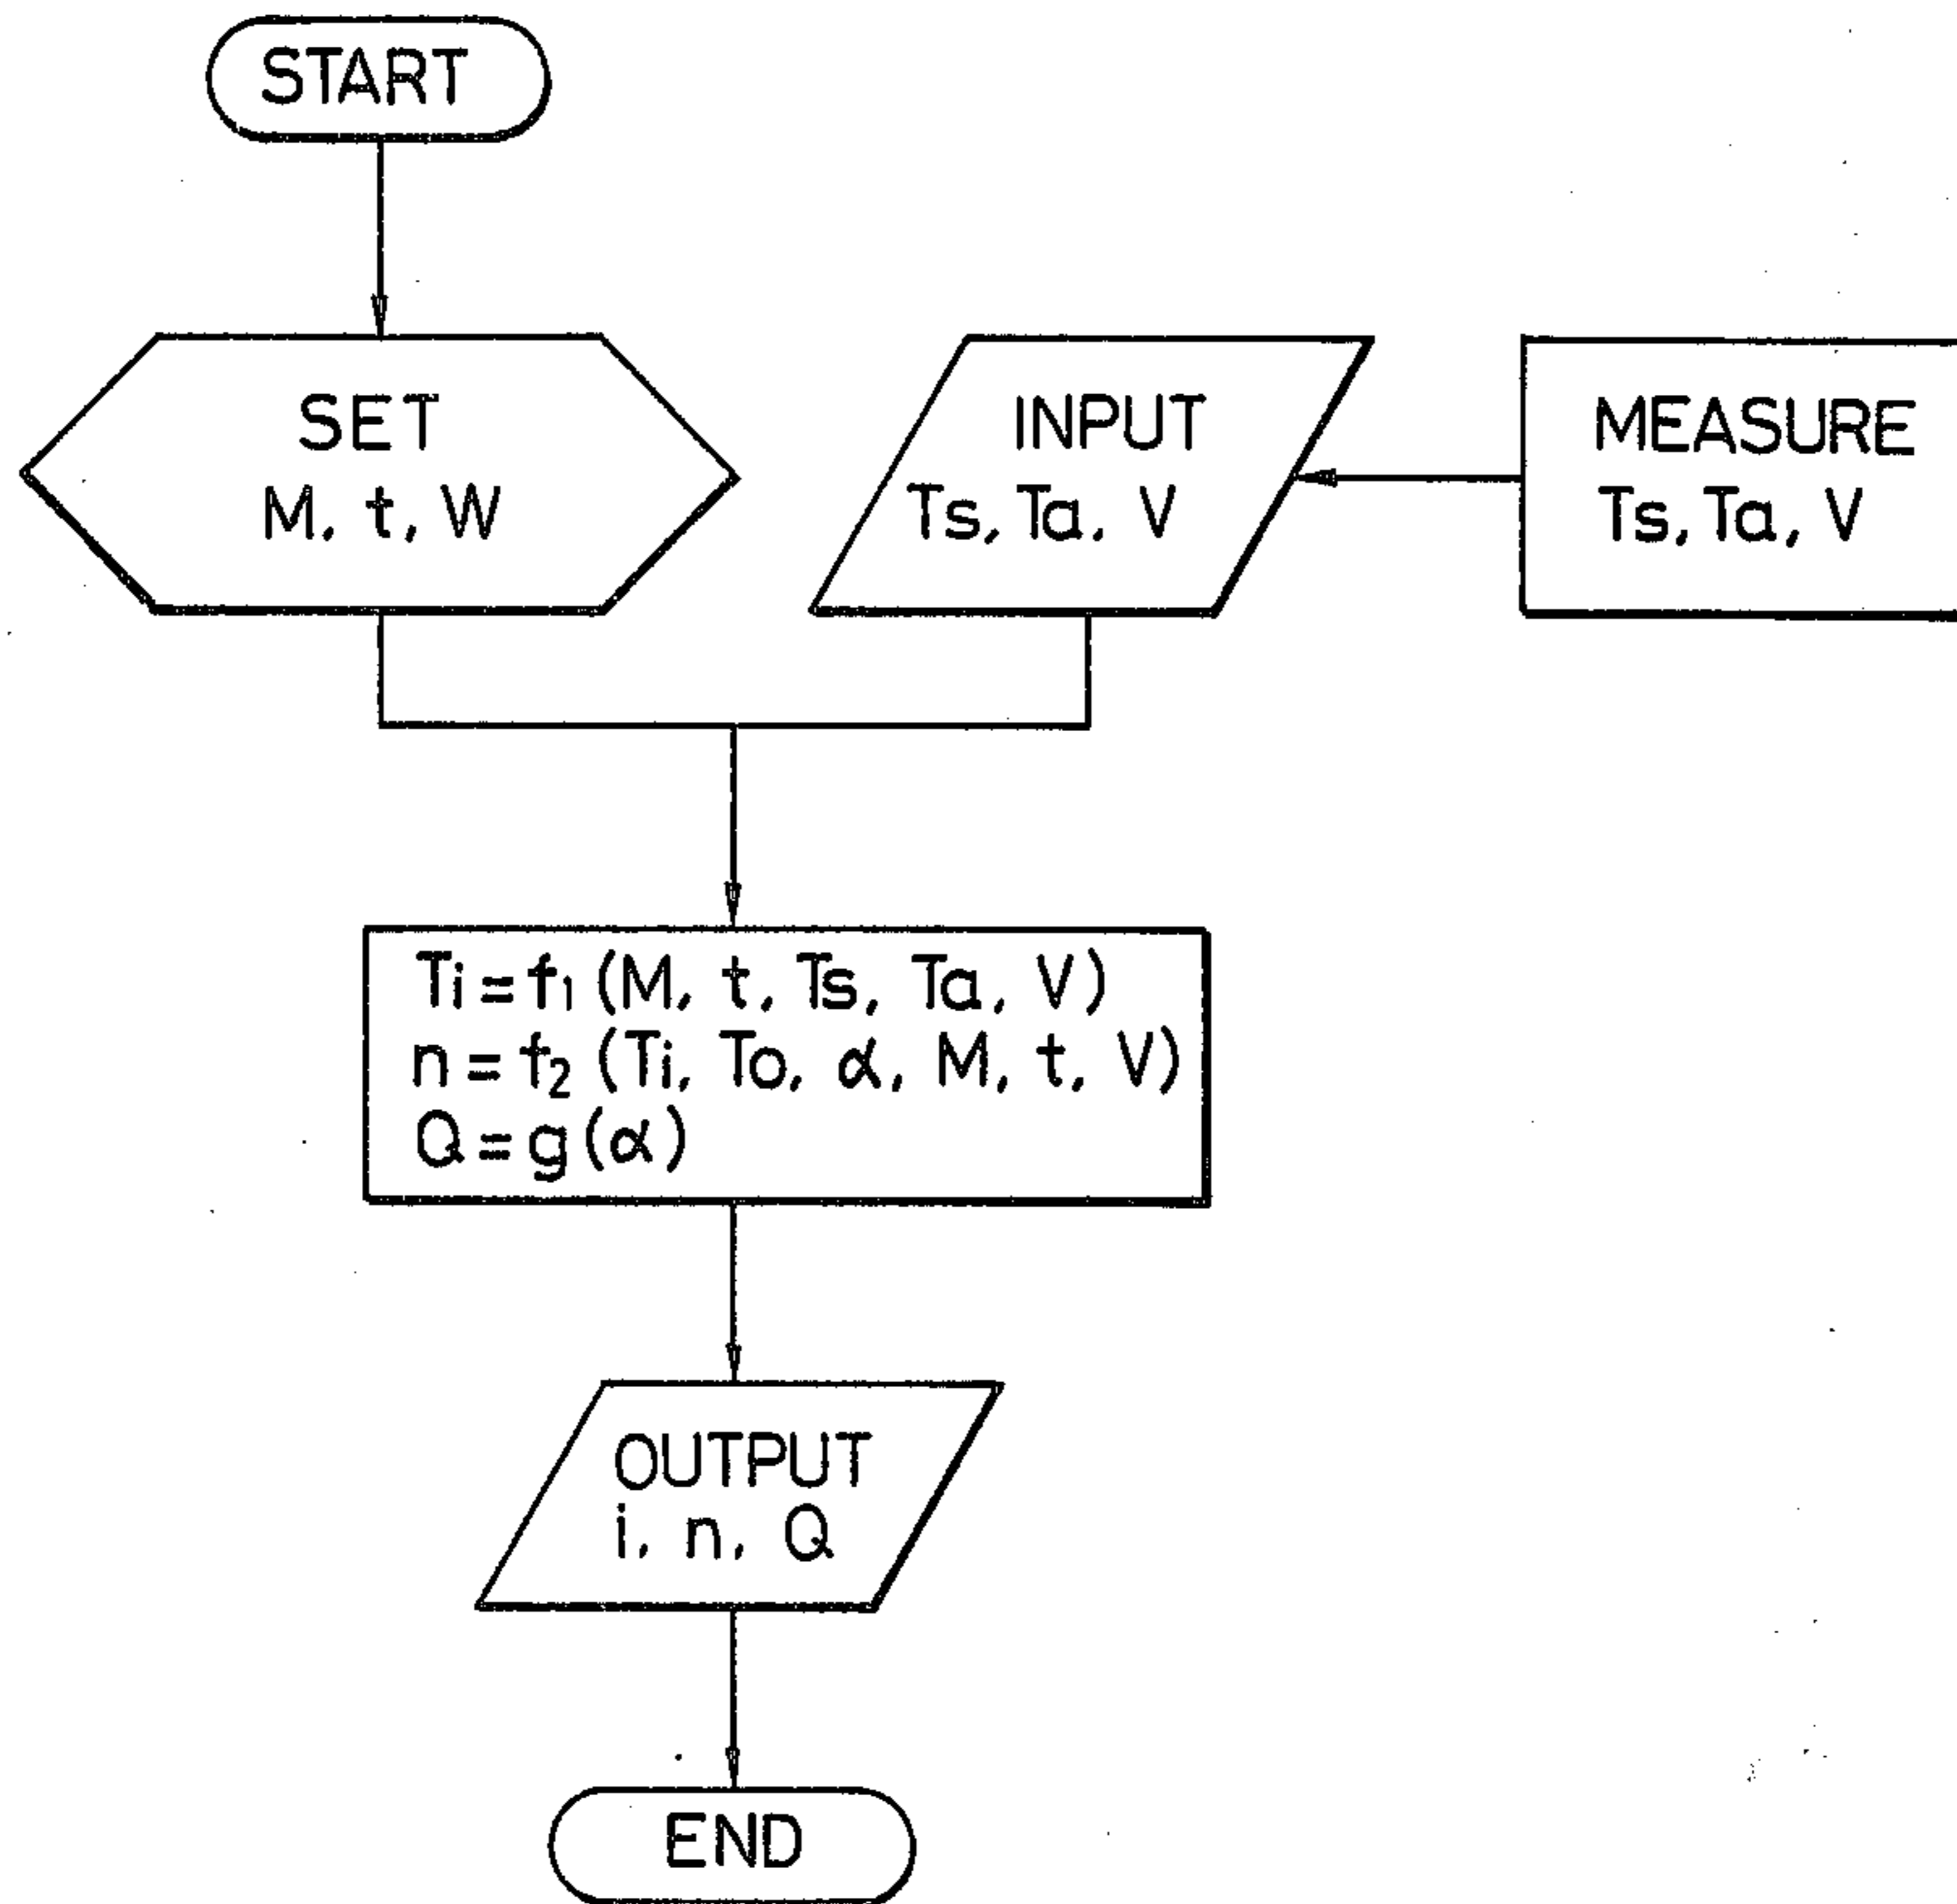 START
SET
M, t, W
INPUT
Ts, Ta, V
MEASURE
Ts, Ta, V
Ti = f1 (M, t, Ts, Ta, V)
n = f2 (Ti, To, α, M, t, V)
Q = g (α)
OUTPUT
i, n, Q
END